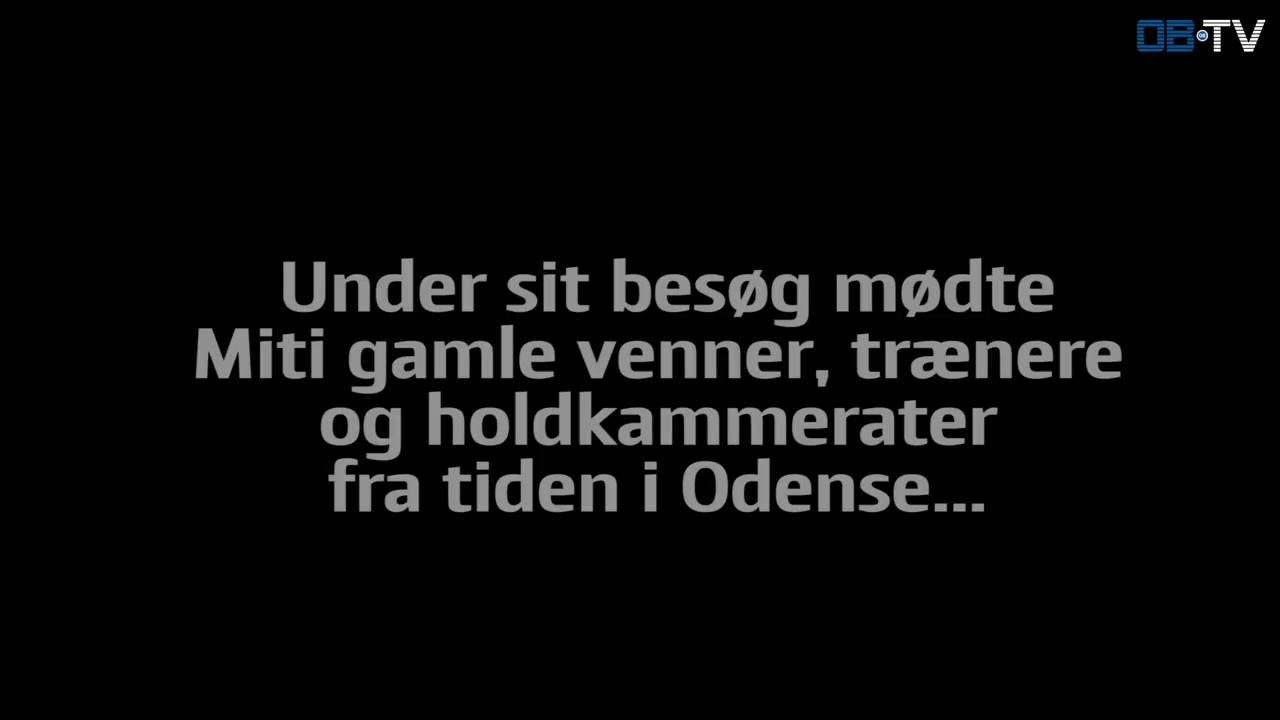 OB TV
Under sit besøg mødte
Miti gamle venner, trænere
og holdkammerater
fra tiden i Odense...